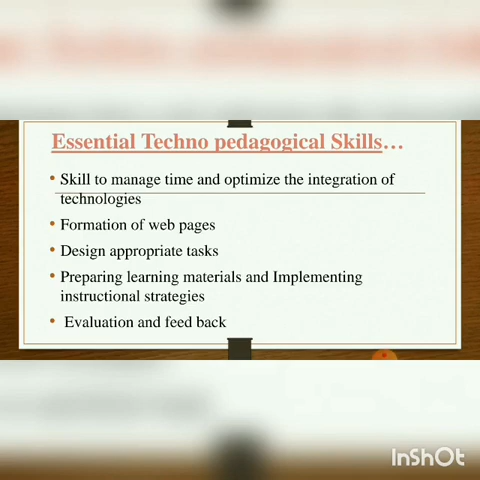 Essential Techno pedagogical Skills…
• Skill to manage time and optimize the integration of
technologies
• Formation of web pages
• Design appropriate tasks
• Preparing learning materials and Implementing
instructional strategies
• Evaluation and feed back
InShOt